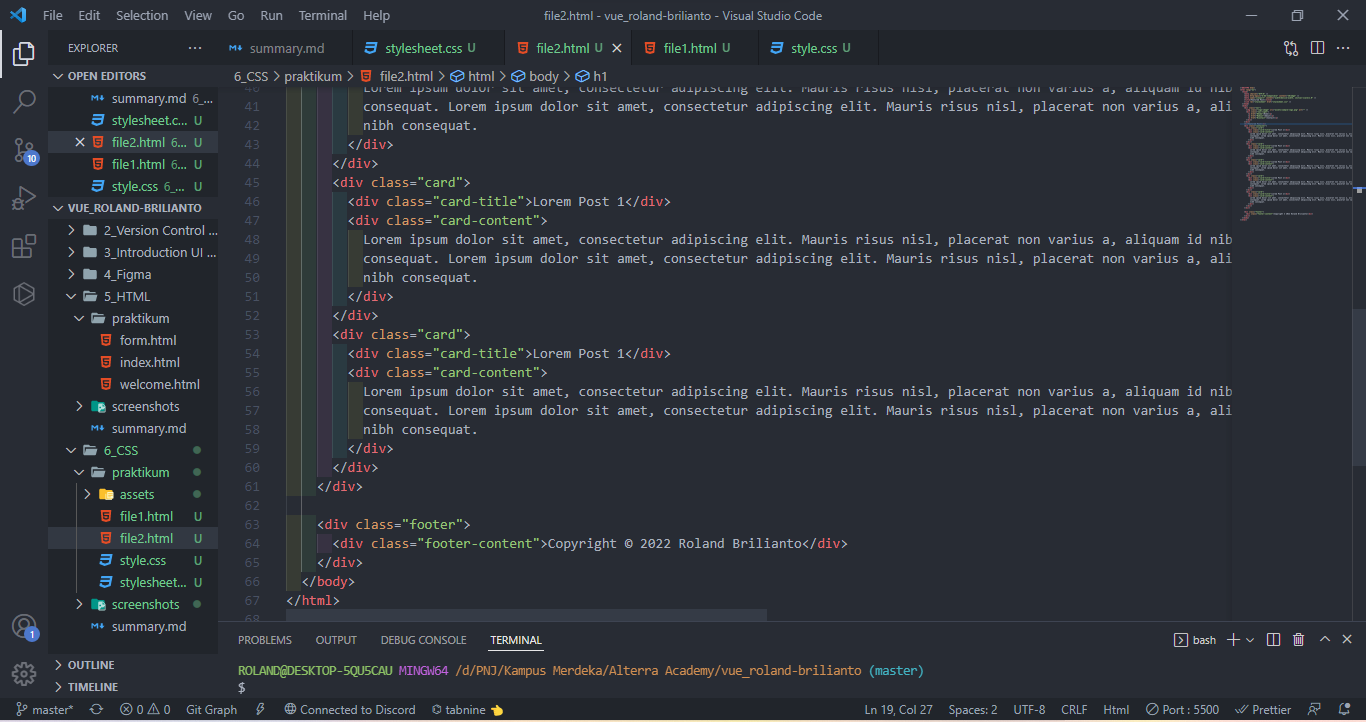 File Edit Selection View Go Run Terminal Help
file2.html - vue_roland-brilianto - Visual Studio Code
EXPLORER ···
summary.md
stylesheet.css U
file2.html U
file1.html U
style.css U
OPEN EDITORS
summary.md 6_...
stylesheet.c... U
file2.html 6... U
file1.html 6... U
style.css 6_... U
VUE_ROLAND-BRILIANTO
2_Version Control ...
3_Introduction UI ...
4_Figma
5_HTML
praktikum
form.html
index.html
welcome.html
screenshots
summary.md
6_CSS
praktikum
assets
file1.html U
file2.html U
style.css U
stylesheet... U
screenshots
summary.md
OUTLINE
TIMELINE
10
1
6_CSS > praktikum > file2.html > html > body > h1
40 Lorem ipsum dolor sit amet, consectetur adipiscing elit. Mauris risus nisl, placerat non varius a, aliquam id nib
41 consequat. Lorem ipsum dolor sit amet, consectetur adipiscing elit. Mauris risus nisl, placerat non varius a, ali
42 nibh consequat.
43 </div>
44 </div>
45 <div class="card">
46 <div class="card-title">Lorem Post 1</div>
47 <div class="card-content">
48 Lorem ipsum dolor sit amet, consectetur adipiscing elit. Mauris risus nisl, placerat non varius a, aliquam id nib
49 consequat. Lorem ipsum dolor sit amet, consectetur adipiscing elit. Mauris risus nisl, placerat non varius a, ali
50 nibh consequat.
51 </div>
52 </div>
53 <div class="card">
54 <div class="card-title">Lorem Post 1</div>
55 <div class="card-content">
56 Lorem ipsum dolor sit amet, consectetur adipiscing elit. Mauris risus nisl, placerat non varius a, aliquam id nib
57 consequat. Lorem ipsum dolor sit amet, consectetur adipiscing elit. Mauris risus nisl, placerat non varius a, ali
58 nibh consequat.
59 </div>
60 </div>
61 </div>
62
63 <div class="footer">
64 <div class="footer-content">Copyright © 2022 Roland Brilianto</div>
65 </div>
66 </body>
67 </html>
68
PROBLEMS OUTPUT DEBUG CONSOLE TERMINAL
bash
ROLAND@DESKTOP-5QU5CAU MINGW64 /d/PNJ/Kampus Merdeka/Alterra Academy/vue_roland-brilianto (master)
$
master* 0 0 Git Graph Connected to Discord tabnine Ln 19, Col 27 Spaces: 2 UTF-8 CRLF Html Port : 5500 Prettier